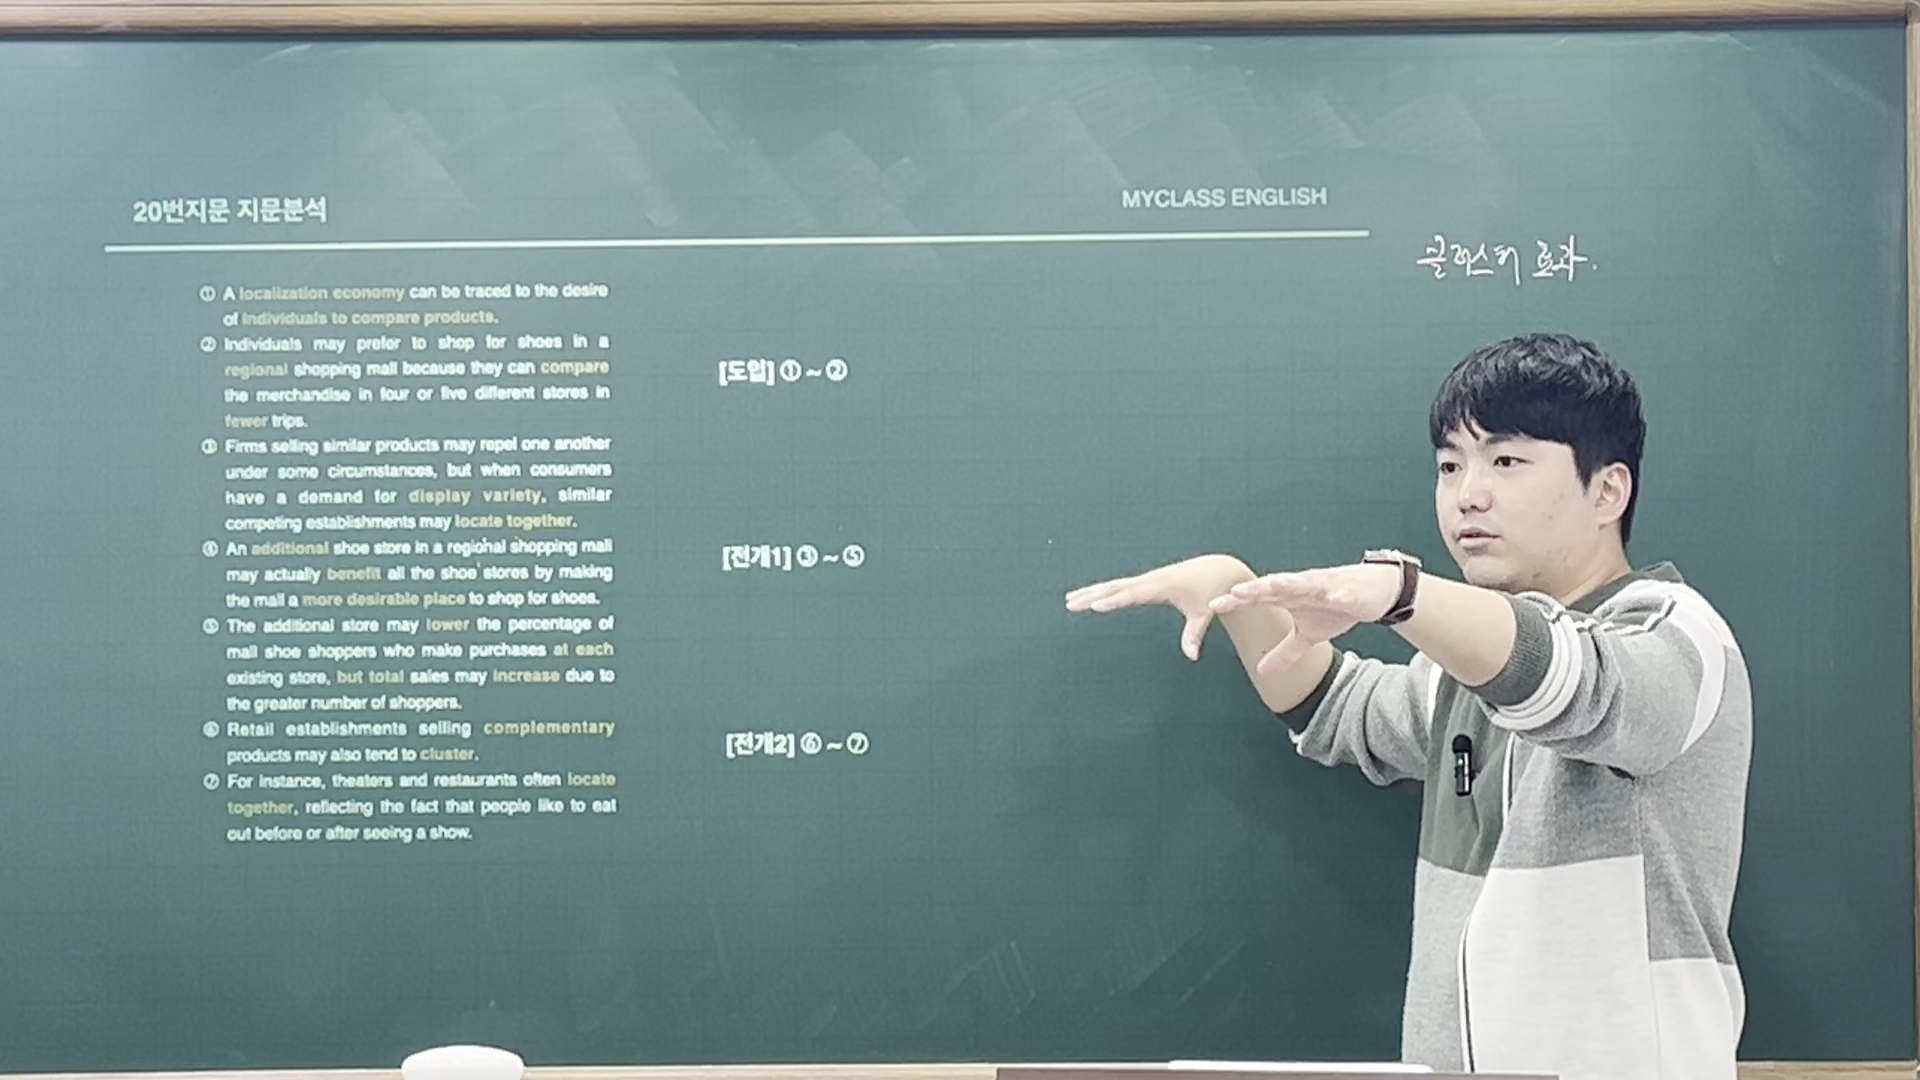 20번지문 지문분석
MYCLASS ENGLISH
클러스터 효과.
① A localization economy can be traced to the desire
of individuals to compare products.
② Individuals may prefer to shop for shoes in a
regional shopping mall because they can compare
the merchandise in four or five different stores in
fewer trips.
③ Firms selling similar products may repel one another
under some circumstances, but when consumers
have a demand for display variety, similar
competing establishments may locate together.
④ An additional shoe store in a regional shopping mall
may actually benefit all the shoe stores by making
the mall a more desirable place to shop for shoes.
⑤ The additional store may lower the percentage of
mall shoe shoppers who make purchases at each
existing store, but total sales may increase due to
the greater number of shoppers.
⑥ Retail establishments selling complementary
products may also tend to cluster.
⑦ For instance, theaters and restaurants often locate
together, reflecting the fact that people like to eat
out before or after seeing a show.
[도입] ① ~ ②
[전개1] ③ ~ ⑤
[전개2] ⑥ ~ ⑦